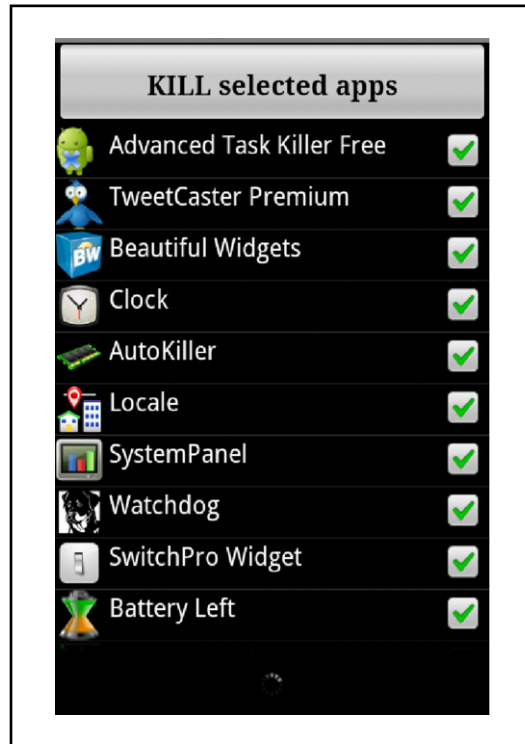 KILL selected apps
Advanced Task Killer Free
TweetCaster Premium
BW
Beautiful Widgets
Clock
AutoKiller
Locale
SystemPanel
Watchdog
SwitchPro Widget
Battery Left